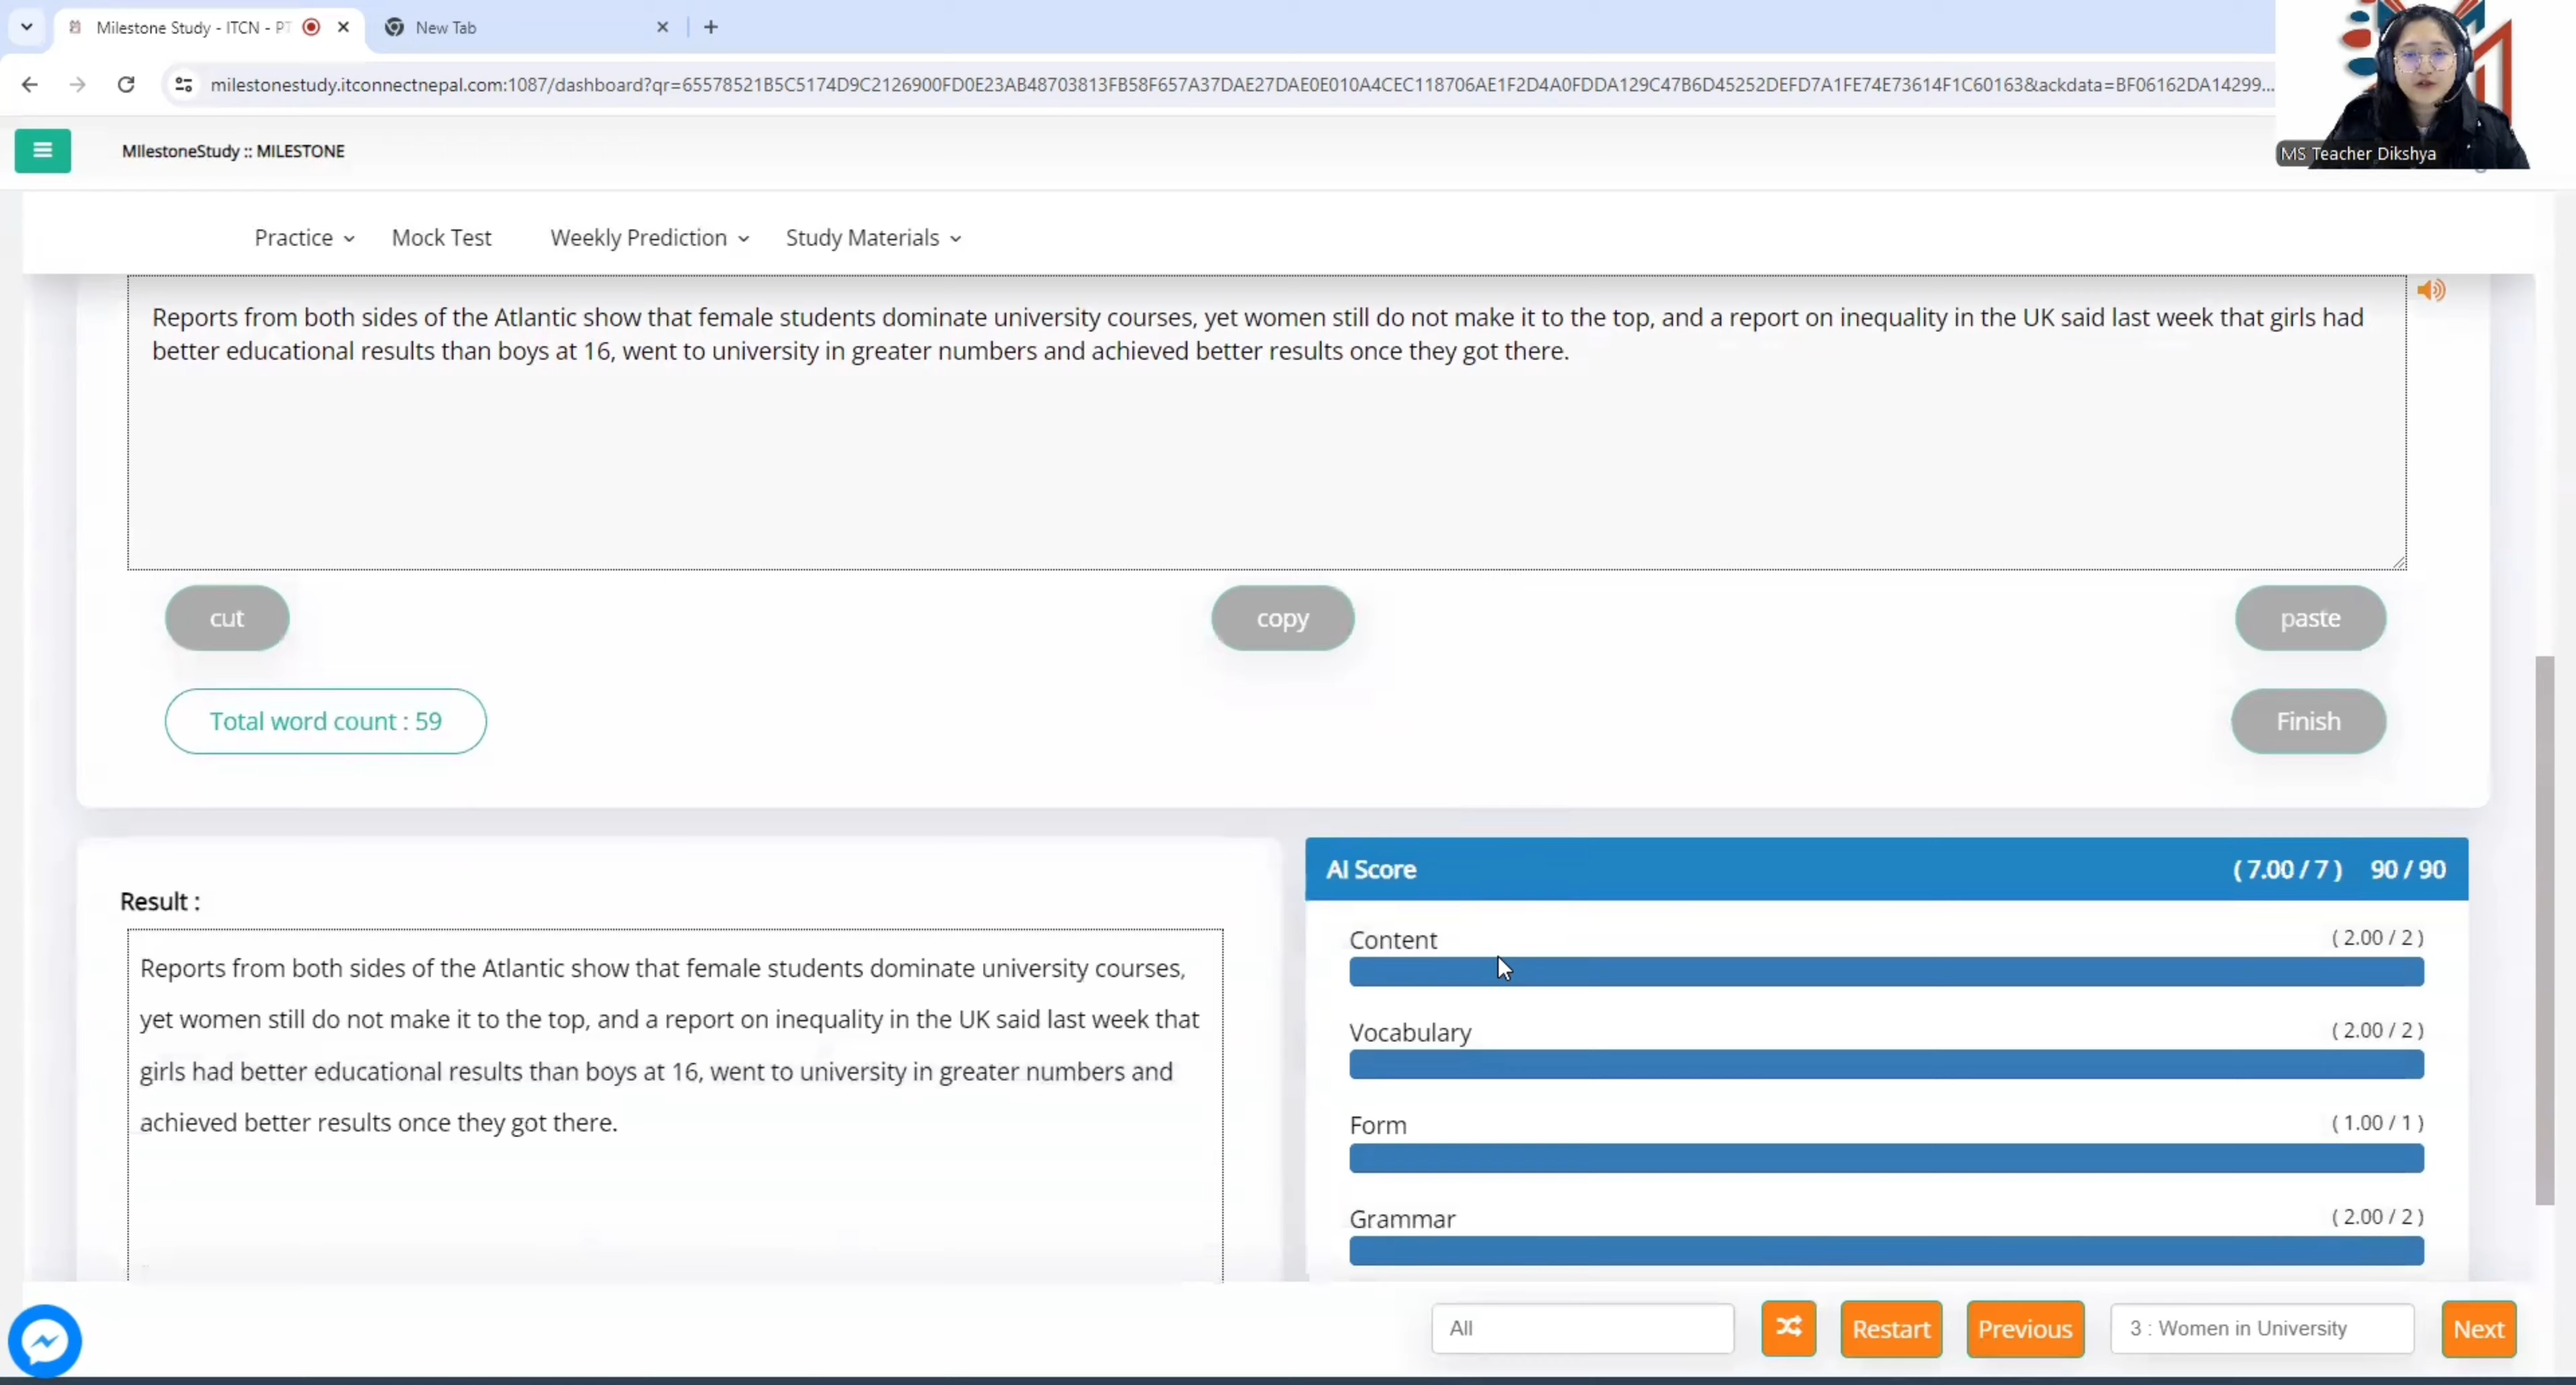 Milestone Study - ITCN - PT
New Tab
milestonestudy.itconnectnepal.com:1087/dashboard?qr=65578521B5C5174D9C2126900FD0E23AB48703813FB58F657A37DAE27DAE0E010A4CEC118706AE1F2D4A0FDDA129C47B6D45252DEFD7A1FE74E73614F1C60163&ackdata=BF06162DA14299...
MIlestoneStudy :: MILESTONE
MS Teacher Dikshya
Practice
Mock Test
Weekly Prediction
Study Materials
Reports from both sides of the Atlantic show that female students dominate university courses, yet women still do not make it to the top, and a report on inequality in the UK said last week that girls had
better educational results than boys at 16, went to university in greater numbers and achieved better results once they got there.
cut
copy
paste
Total word count : 59
Finish
Result :
Reports from both sides of the Atlantic show that female students dominate university courses,
yet women still do not make it to the top, and a report on inequality in the UK said last week that
girls had better educational results than boys at 16, went to university in greater numbers and
achieved better results once they got there.
AI Score
( 7.00 / 7 ) 90 / 90
Content
( 2.00 / 2 )
Vocabulary
( 2.00 / 2 )
Form
( 1.00 / 1 )
Grammar
( 2.00 / 2 )
All
Restart
Previous
3 : Women in University
Next